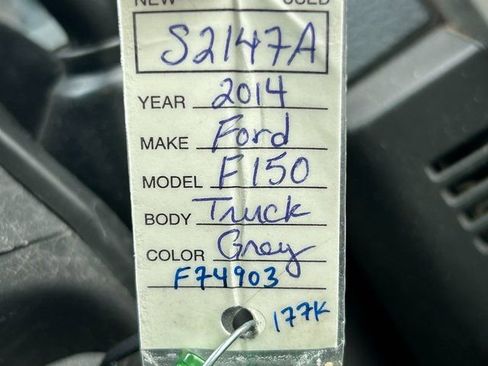 NEW USED
S2147A
YEAR 2014
MAKE Ford
MODEL F150
BODY Truck
COLOR Grey
F74903
177K